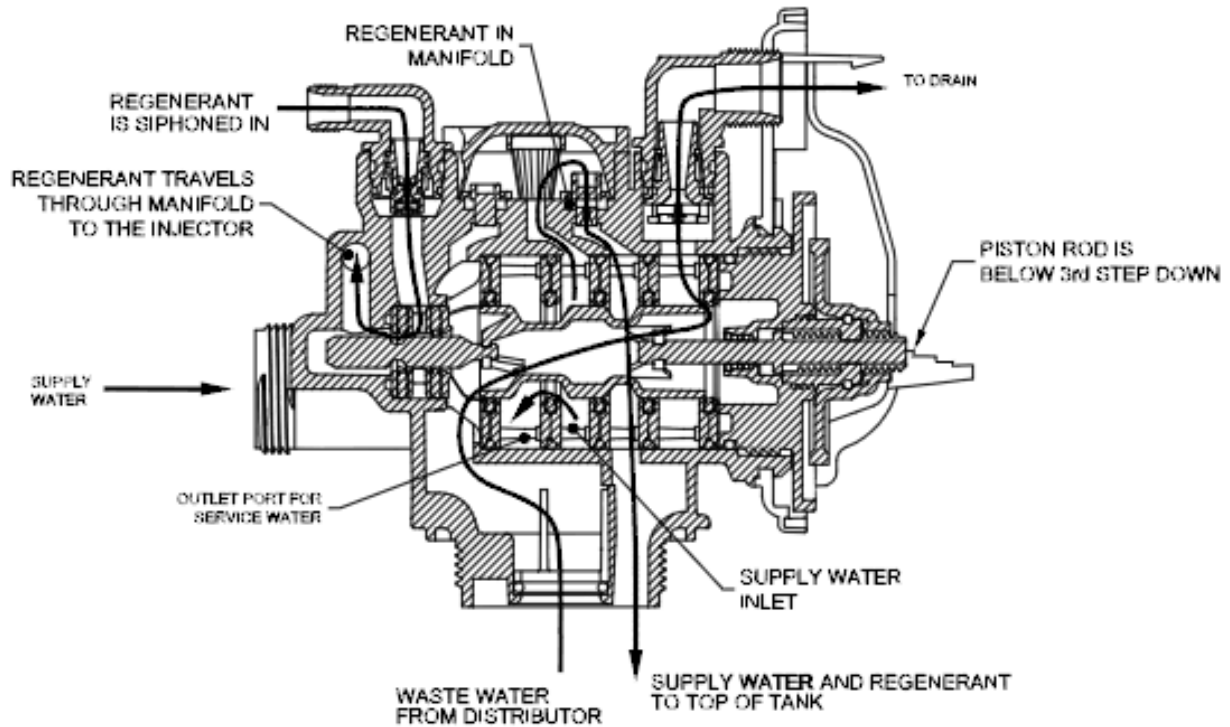 REGENERANT IN
MANIFOLD
TO DRAIN
REGENERANT
IS SIPHONED IN
REGENERANT TRAVELS
THROUGH MANIFOLD
TO THE INJECTOR
PISTON ROD IS
BELOW 3rd STEP DOWN
SUPPLY
WATER
OUTLET PORT FOR
SERVICE WATER
SUPPLY WATER
INLET
WASTE WATER
FROM DISTRIBUTOR
SUPPLY WATER AND REGENERANT
TO TOP OF TANK